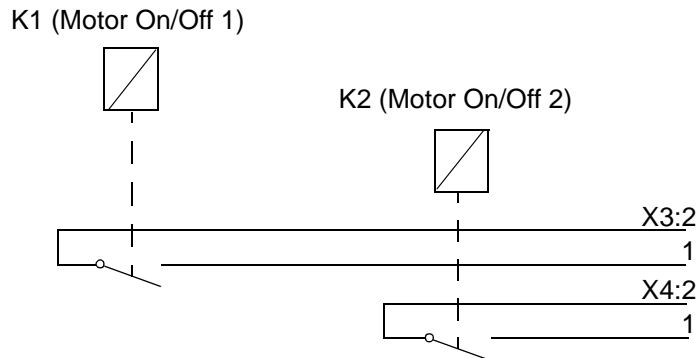 K1 (Motor On/Off 1)
K2 (Motor On/Off 2)
X3:2
1
X4:2
1